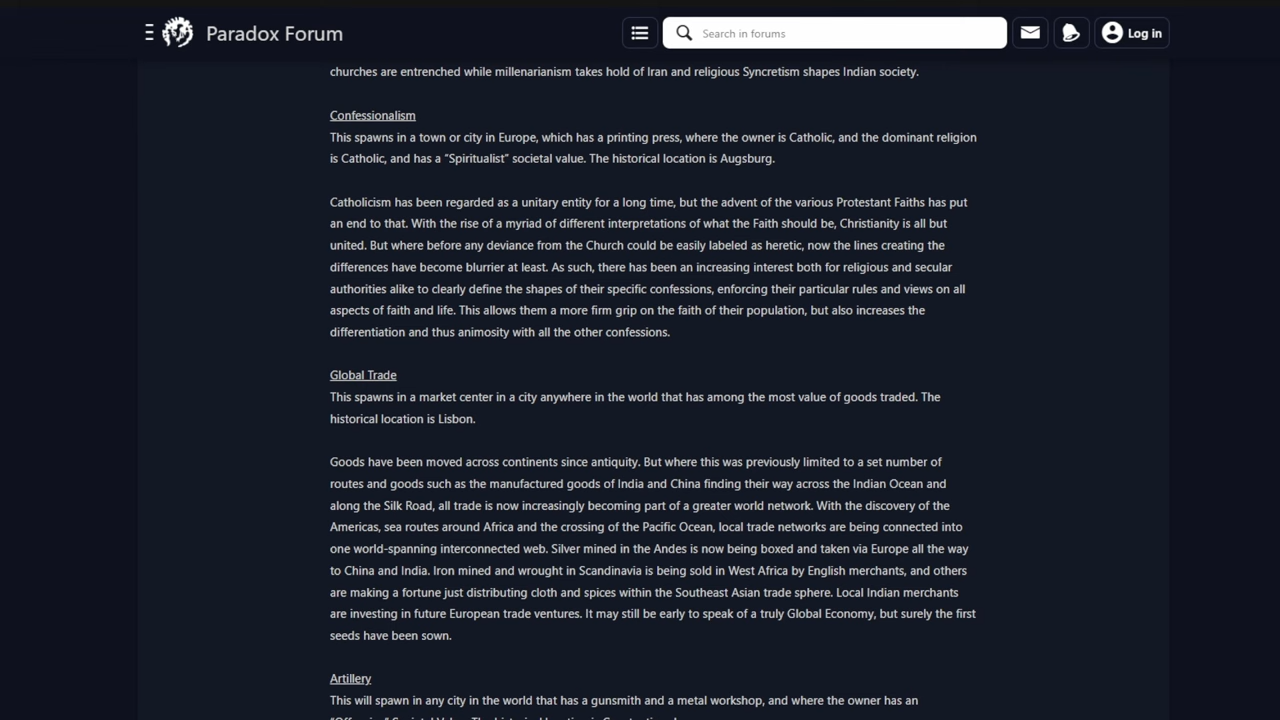 Paradox Forum
Search in forums
Log in
churches are entrenched while millenarianism takes hold of Iran and religious Syncretism shapes Indian society.
Confessionalism
This spawns in a town or city in Europe, which has a printing press, where the owner is Catholic, and the dominant religion
is Catholic, and has a “Spiritualist” societal value. The historical location is Augsburg.
Catholicism has been regarded as a unitary entity for a long time, but the advent of the various Protestant Faiths has put
an end to that. With the rise of a myriad of different interpretations of what the Faith should be, Christianity is all but
united. But where before any deviance from the Church could be easily labeled as heretic, now the lines creating the
differences have become blurrier at least. As such, there has been an increasing interest both for religious and secular
authorities alike to clearly define the shapes of their specific confessions, enforcing their particular rules and views on all
aspects of faith and life. This allows them a more firm grip on the faith of their population, but also increases the
differentiation and thus animosity with all the other confessions.
Global Trade
This spawns in a market center in a city anywhere in the world that has among the most value of goods traded. The
historical location is Lisbon.
Goods have been moved across continents since antiquity. But where this was previously limited to a set number of
routes and goods such as the manufactured goods of India and China finding their way across the Indian Ocean and
along the Silk Road, all trade is now increasingly becoming part of a greater world network. With the discovery of the
Americas, sea routes around Africa and the crossing of the Pacific Ocean, local trade networks are being connected into
one world-spanning interconnected web. Silver mined in the Andes is now being boxed and taken via Europe all the way
to China and India. Iron mined and wrought in Scandinavia is being sold in West Africa by English merchants, and others
are making a fortune just distributing cloth and spices within the Southeast Asian trade sphere. Local Indian merchants
are investing in future European trade ventures. It may still be early to speak of a truly Global Economy, but surely the first
seeds have been sown.
Artillery
This will spawn in any city in the world that has a gunsmith and a metal workshop, and where the owner has an